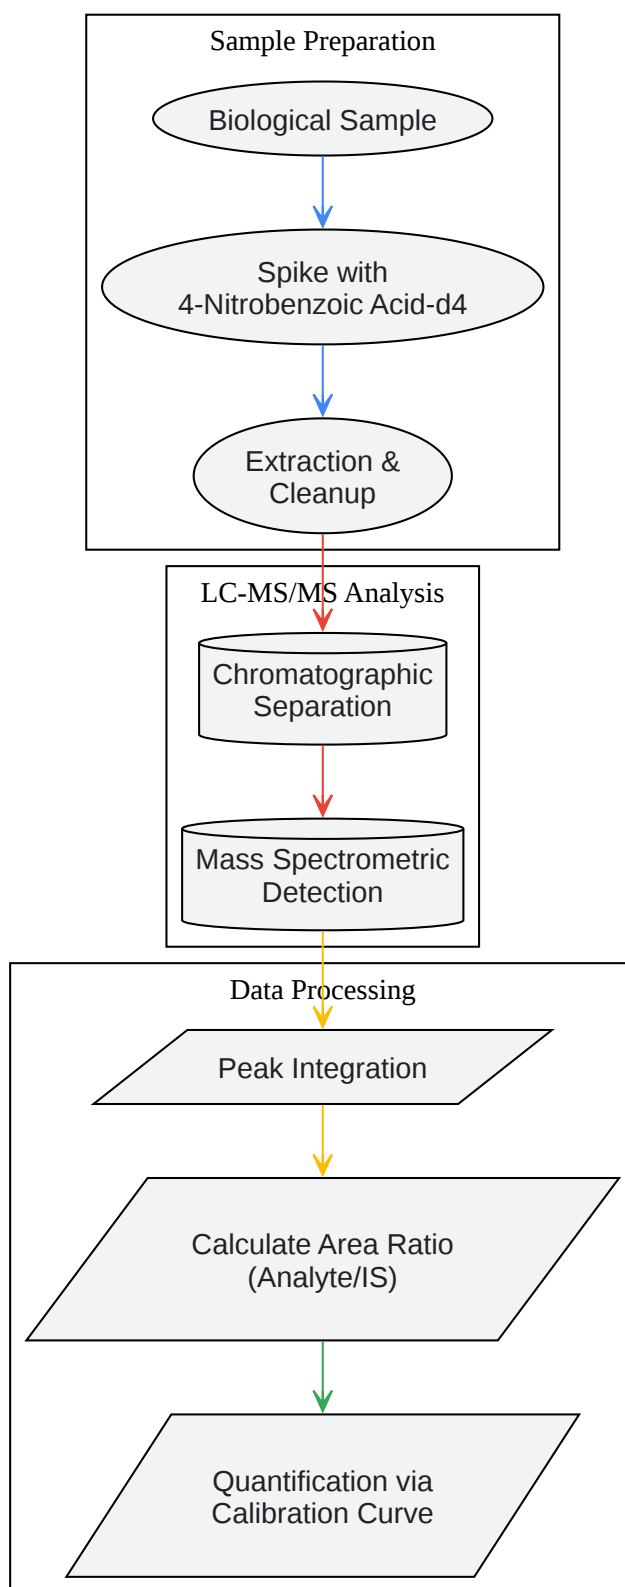 Sample Preparation
Biological Sample
Spike with
4-Nitrobenzoic Acid-d4
Extraction &
Cleanup
LC-MS/MS Analysis
Chromatographic
Separation
Mass Spectrometric
Detection
Data Processing
Peak Integration
Calculate Area Ratio
(Analyte/IS)
Quantification via
Calibration Curve